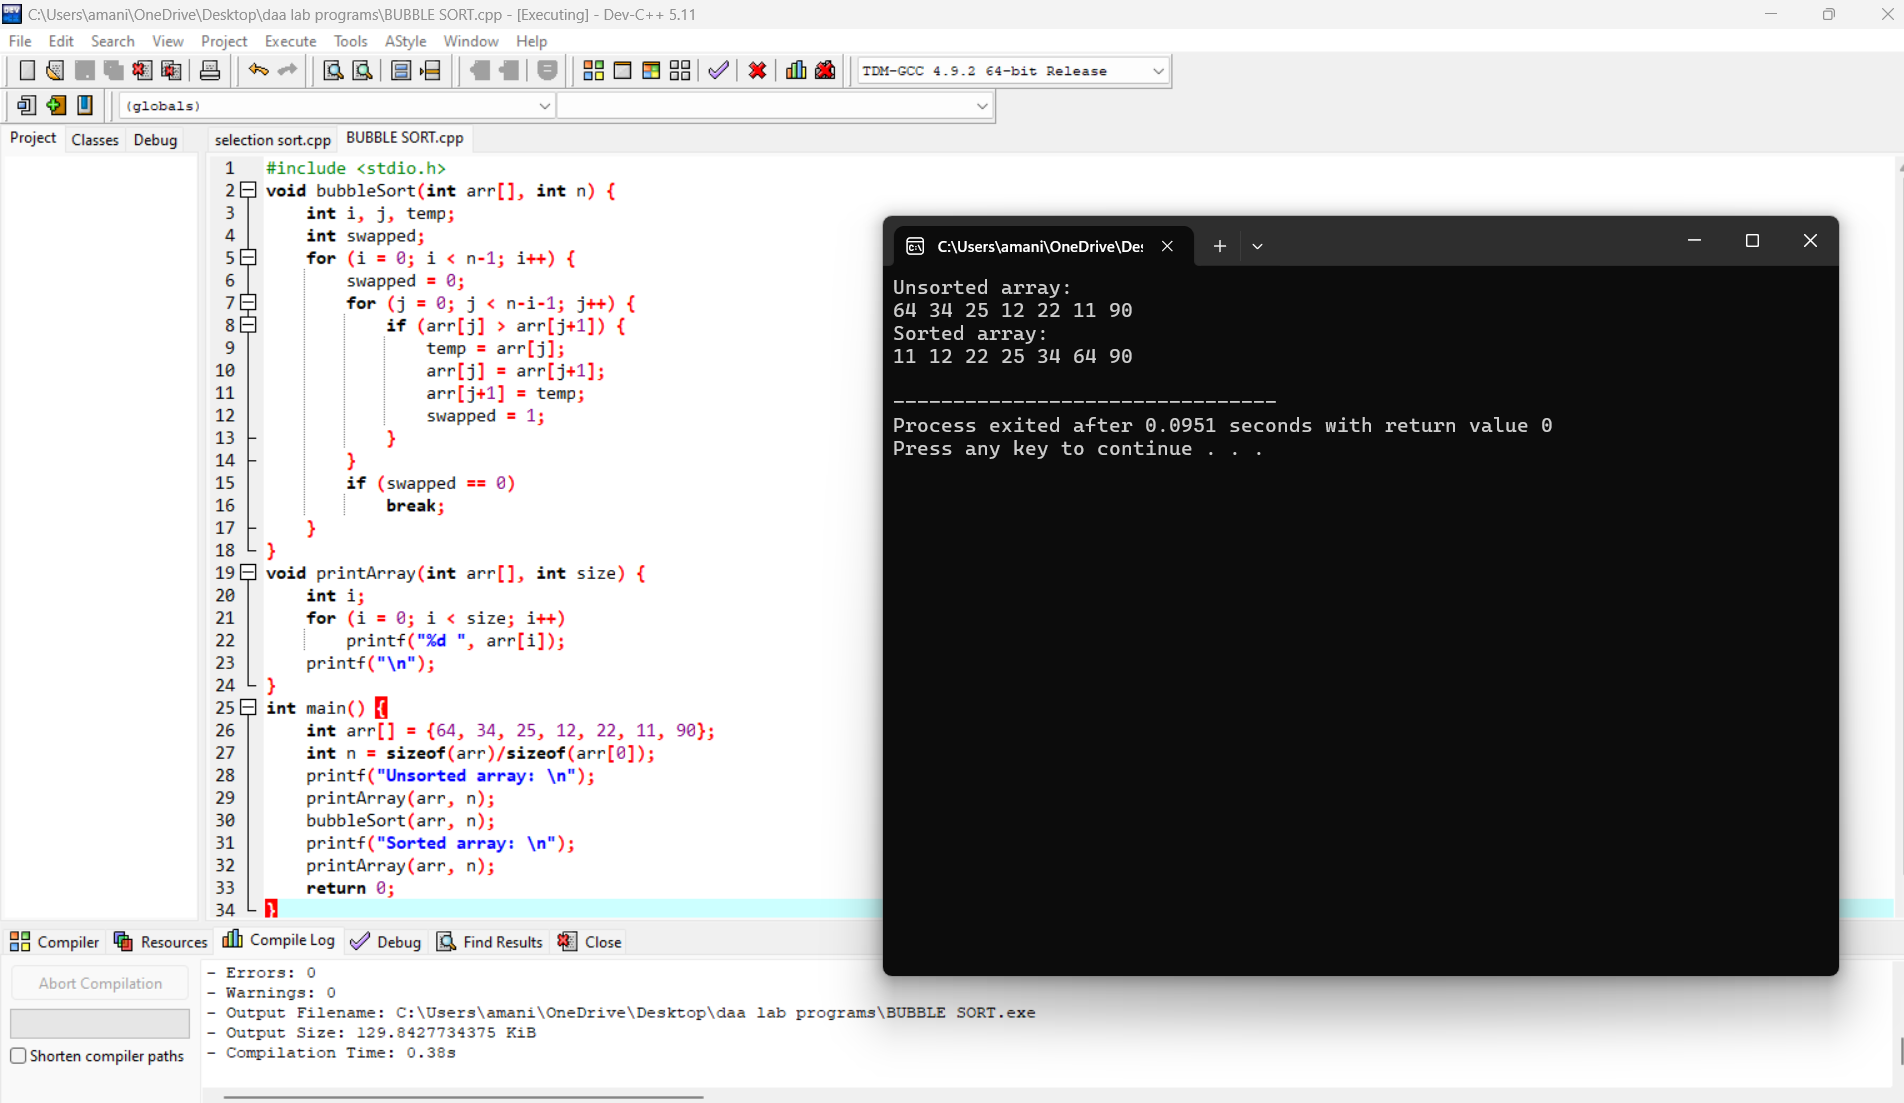 C:\Users\amani\OneDrive\Desktop\daa lab programs\BUBBLE SORT.cpp - [Executing] - Dev-C++ 5.11
File Edit Search View Project Execute Tools AStyle Window Help
TDM-GCC 4.9.2 64-bit Release
(globals)
Project Classes Debug
selection sort.cpp BUBBLE SORT.cpp
1 #include <stdio.h>
2 void bubbleSort(int arr[], int n) {
3     int i, j, temp;
4     int swapped;
5     for (i = 0; i < n-1; i++) {
6         swapped = 0;
7         for (j = 0; j < n-i-1; j++) {
8             if (arr[j] > arr[j+1]) {
9                 temp = arr[j];
10                 arr[j] = arr[j+1];
11                 arr[j+1] = temp;
12                 swapped = 1;
13             }
14         }
15         if (swapped == 0)
16             break;
17     }
18 }
19 void printArray(int arr[], int size) {
20     int i;
21     for (i = 0; i < size; i++)
22         printf("%d ", arr[i]);
23     printf("\n");
24 }
25 int main() {
26     int arr[] = {64, 34, 25, 12, 22, 11, 90};
27     int n = sizeof(arr)/sizeof(arr[0]);
28     printf("Unsorted array: \n");
29     printArray(arr, n);
30     bubbleSort(arr, n);
31     printf("Sorted array: \n");
32     printArray(arr, n);
33     return 0;
34 }
C:\Users\amani\OneDrive\De
Unsorted array:
64 34 25 12 22 11 90
Sorted array:
11 12 22 25 34 64 90
--------------------------------
Process exited after 0.0951 seconds with return value 0
Press any key to continue . . .
Compiler Resources Compile Log Debug Find Results Close
Abort Compilation
Shorten compiler paths
- Errors: 0
- Warnings: 0
- Output Filename: C:\Users\amani\OneDrive\Desktop\daa lab programs\BUBBLE SORT.exe
- Output Size: 129.8427734375 KiB
- Compilation Time: 0.38s